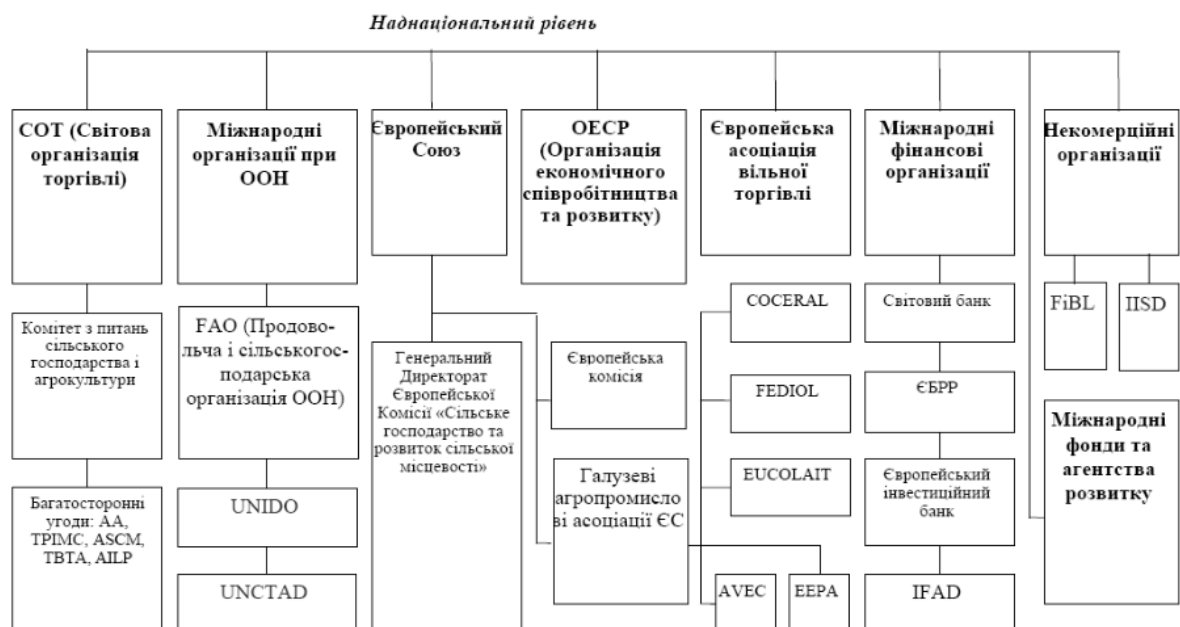 Наднаціональний рівень
СОТ (Світова
організація
торгівлі)
Міжнародні
організації при
ООН
Європейський
Союз
ОЕСР
(Організація
економічного
співробітництва
та розвитку)
Європейська
асоціація
вільної
торгівлі
Міжнародні
фінансові
організації
Некомерційні
організації
Комітет з питань
сільського
господарства і
агрокультури
Багатосторонні
угоди: АА,
ТРІМС, ASCM,
ТВТА, AILP
FAO (Продово-
льча і сільськогос-
подарська
організація ООН)
UNIDO
UNCTAD
Генеральний
Директорат
Європейської
Комісії «Сільське
господарство та
розвиток сільської
місцевості»
Європейська
комісія
Галузеві
агропромисло
ві асоціації ЄС
COCERAL
FEDIOL
EUCOLAIT
AVEC
EEPA
Світовий банк
ЄБРР
Європейський
інвестиційний
банк
IFAD
FiBL
IISD
Міжнародні
фонди та
агентства
розвитку